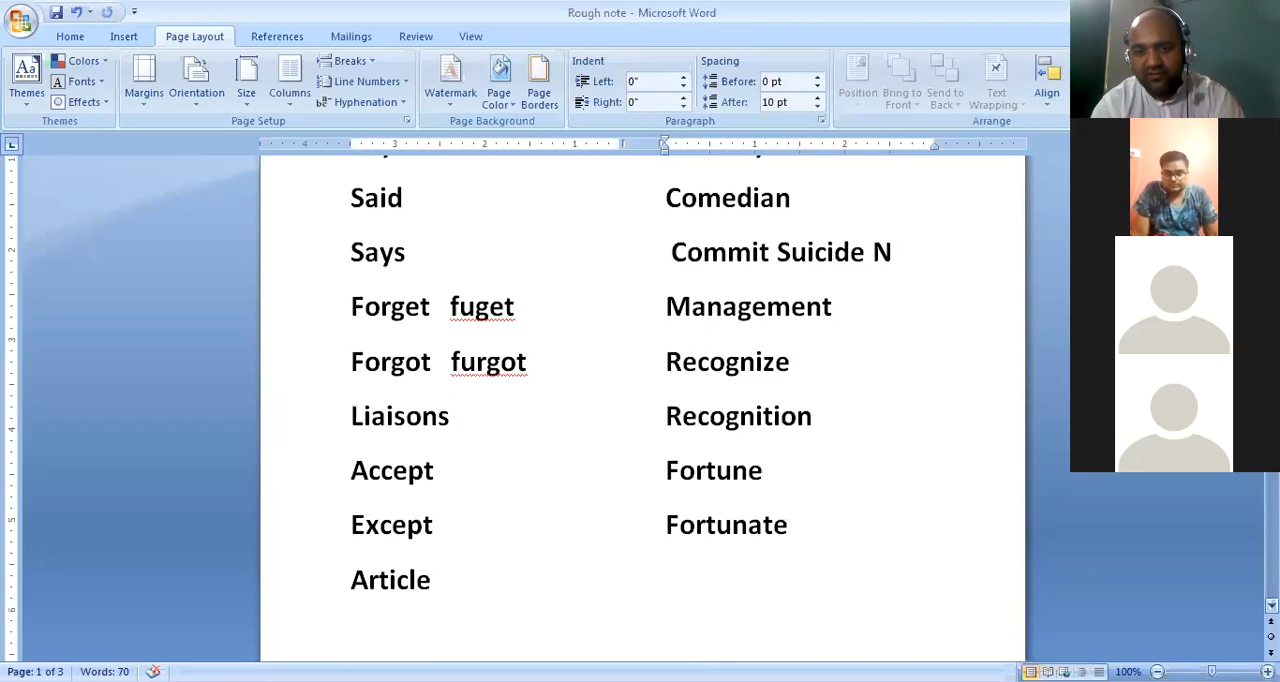 Rough note - Microsoft Word
Home Insert Page Layout References Mailings Review View
Themes
Colors
Fonts
Effects
Themes
Margins
Orientation
Size
Columns
Breaks
Line Numbers
Hyphenation
Page Setup
Watermark
Page Color
Page Borders
Page Background
Indent
Left: 0"
Right: 0"
Spacing
Before: 0 pt
After: 10 pt
Paragraph
Position
Bring to Front
Send to Back
Text Wrapping
Align
Arrange
Said
Says
Forget fuget
Forgot furgot
Liaisons
Accept
Except
Article
Comedian
Commit Suicide N
Management
Recognize
Recognition
Fortune
Fortunate
Page: 1 of 3 Words: 70
100%